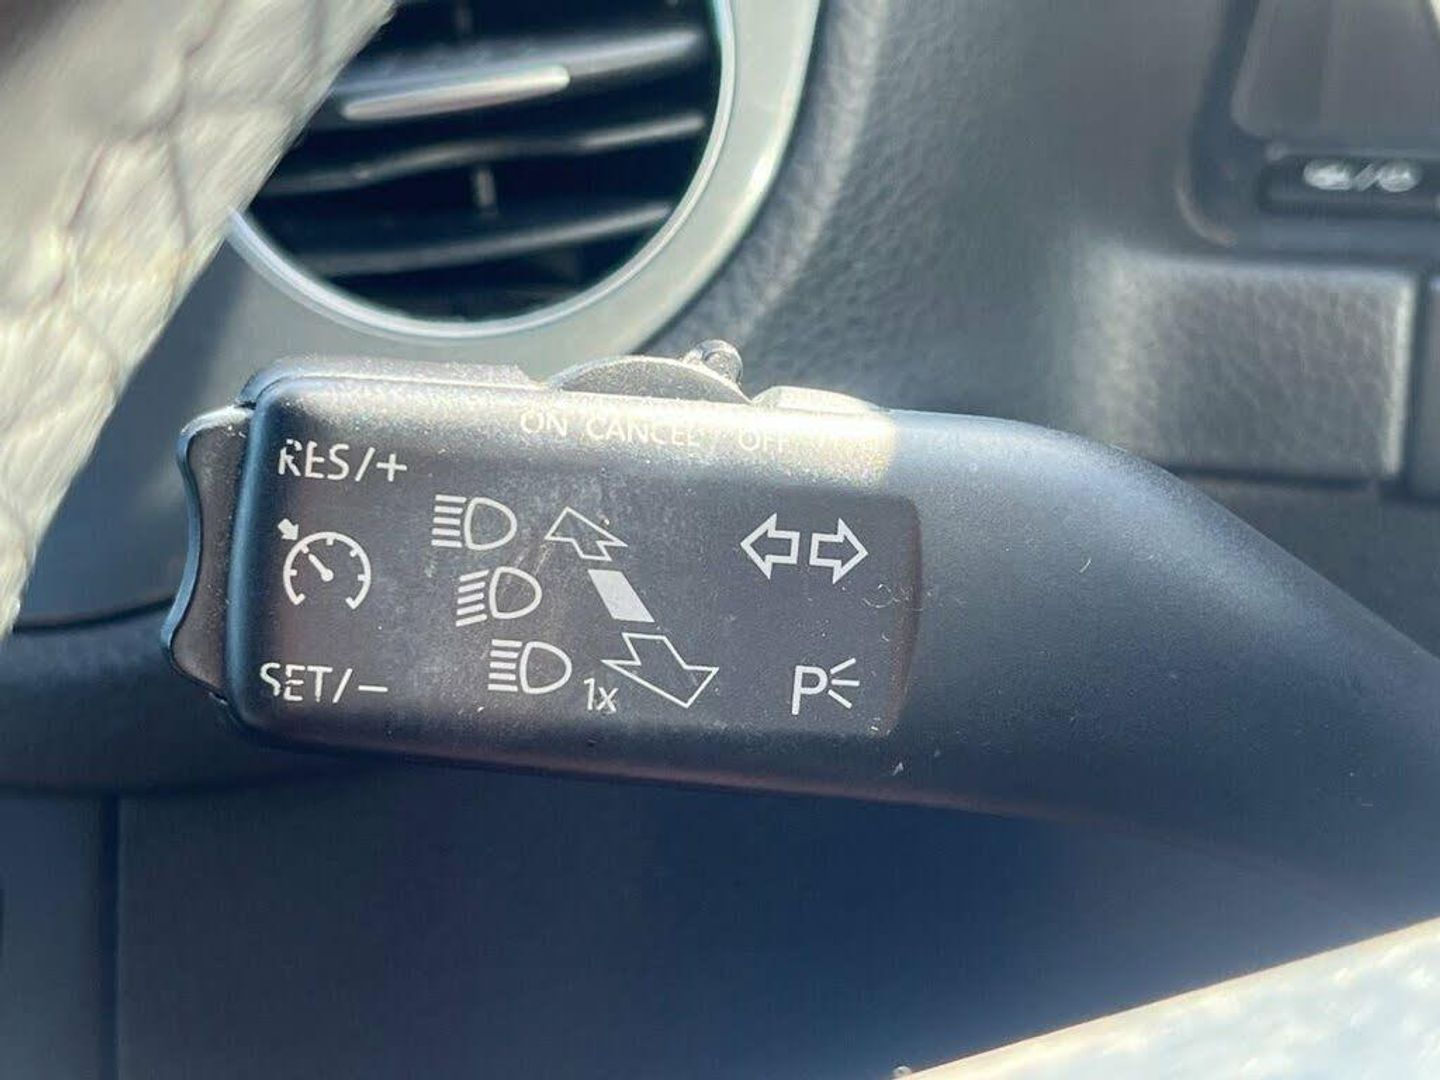 ON CANCEL OFF
RES/+
SET/–
1x
P